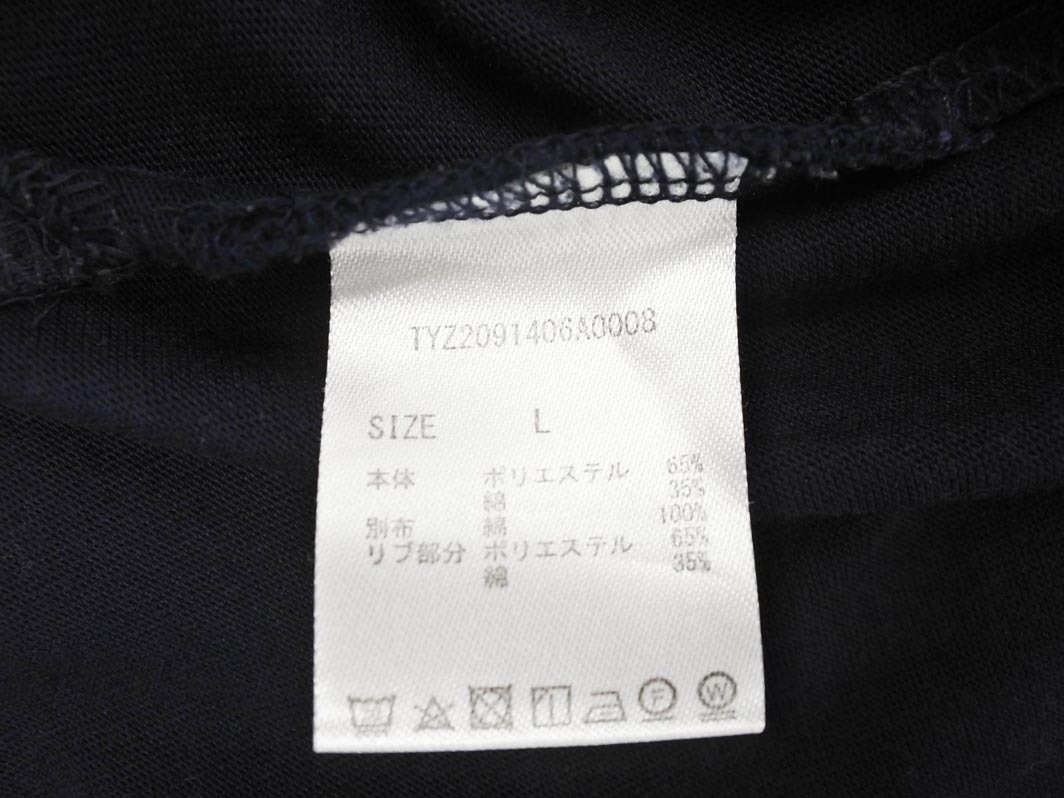 TYZ2091406A0008
SIZE L
本体 ポリエステル 65%
綿 35%
別布 綿 100%
リブ部分 ポリエステル 65%
綿 35%
F W